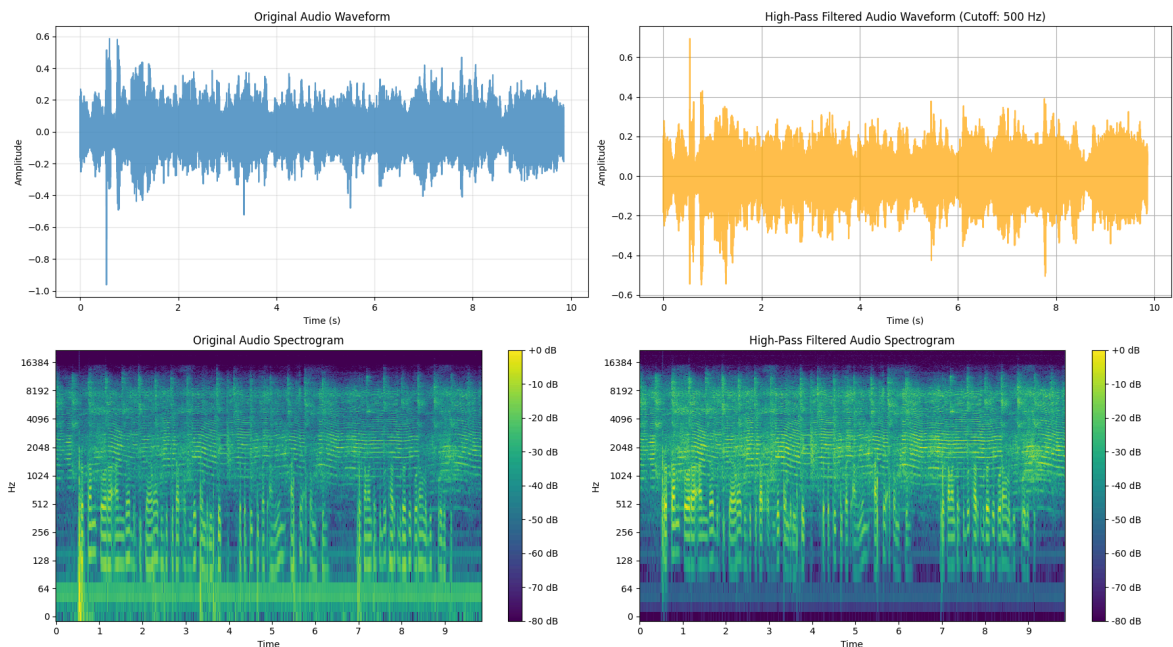 Original Audio Waveform
0.6
0.4
0.2
0.0
−0.2
−0.4
−0.6
−0.8
−1.0
Amplitude
0
2
4
6
8
10
Time (s)
High-Pass Filtered Audio Waveform (Cutoff: 500 Hz)
0.6
0.4
0.2
0.0
−0.2
−0.4
−0.6
Amplitude
0
2
4
6
8
10
Time (s)
Original Audio Spectrogram
16384
8192
4096
2048
1024
512
256
128
64
0
Hz
0
1
2
3
4
5
6
7
8
9
Time
+0 dB
-10 dB
-20 dB
-30 dB
-40 dB
-50 dB
-60 dB
-70 dB
-80 dB
High-Pass Filtered Audio Spectrogram
16384
8192
4096
2048
1024
512
256
128
64
0
Hz
0
1
2
3
4
5
6
7
8
9
Time
+0 dB
-10 dB
-20 dB
-30 dB
-40 dB
-50 dB
-60 dB
-70 dB
-80 dB